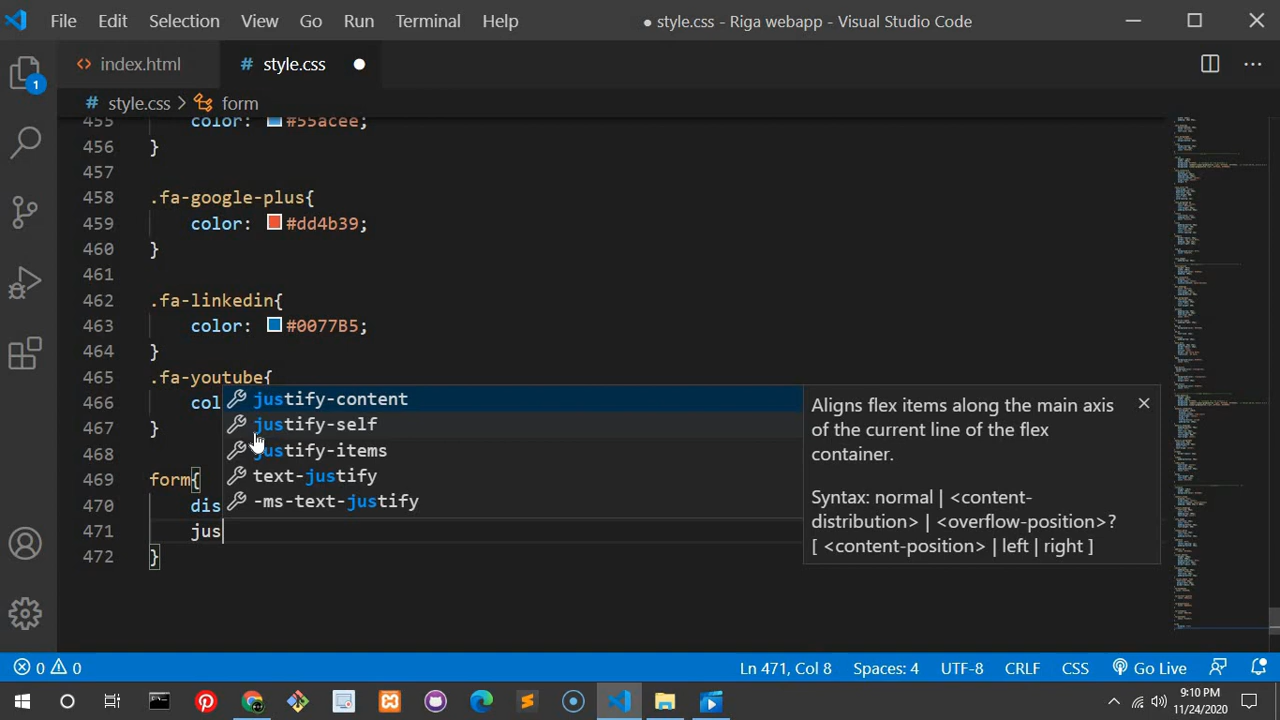 File Edit Selection View Go Run Terminal Help ● style.css - Riga webapp - Visual Studio Code
<> index.html # style.css ●
# style.css > form
455 color: #55acee;
456 }
457
458 .fa-google-plus{
459 color: #dd4b39;
460 }
461
462 .fa-linkedin{
463 color: #0077B5;
464 }
465 .fa-youtube{
466 col
467 }
468
469 form{
470 dis
471 jus
472 }
justify-content
justify-self
justify-items
text-justify
-ms-text-justify
Aligns flex items along the main axis
of the current line of the flex
container.
Syntax: normal | <content-
distribution> | <overflow-position>?
[ <content-position> | left | right ]
1
0 0 Ln 471, Col 8 Spaces: 4 UTF-8 CRLF CSS Go Live
9:10 PM
11/24/2020